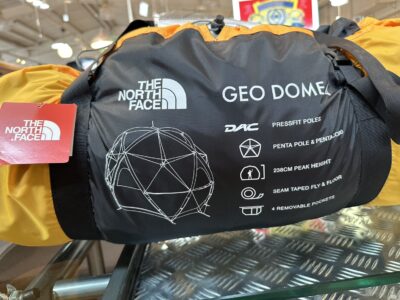 THE
NORTH
FACE
THE
NORTH
FACE
GEO DOME
DAC PRESSFIT POLES
PENTA POLE & PENTA
238CM PEAK HEIGHT
SEAM TAPED FLY & FLOOR
4 REMOVABLE POCKETS